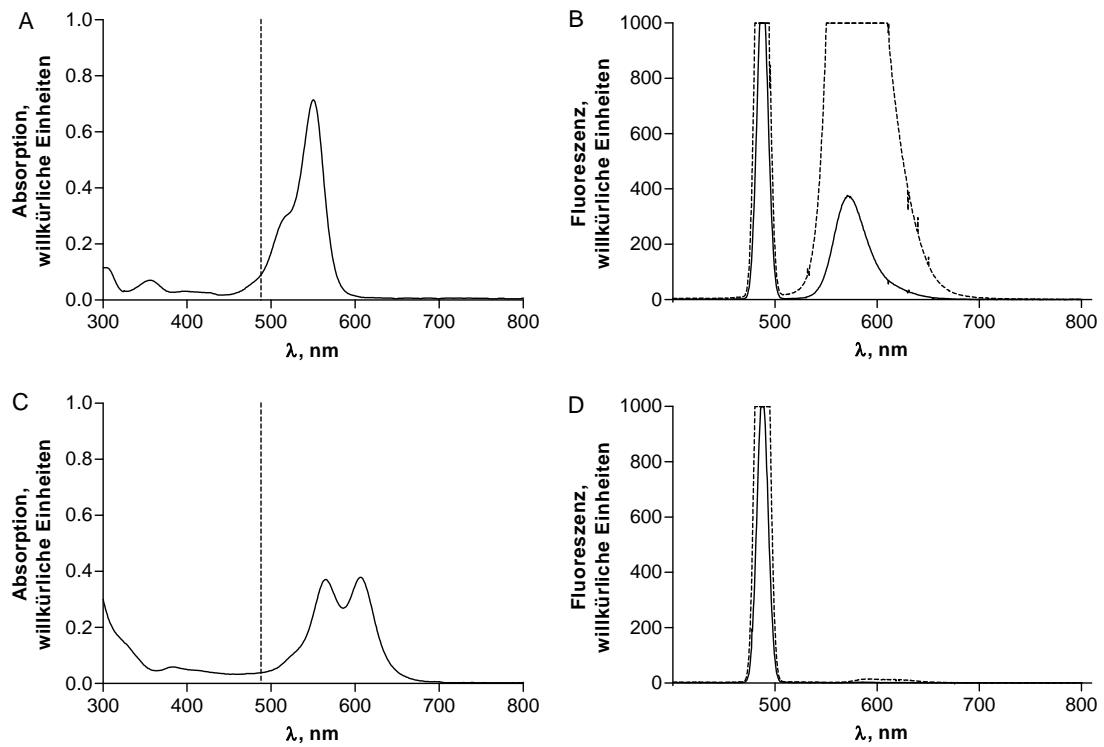 A
1.0
0.8
0.6
0.4
0.2
0.0
300 400 500 600 700 800
λ, nm
Absorption,
willkürliche Einheiten
B
1000
800
600
400
200
0
500 600 700 800
λ, nm
Fluoreszenz,
willkürliche Einheiten
C
1.0
0.8
0.6
0.4
0.2
0.0
300 400 500 600 700 800
λ, nm
Absorption,
willkürliche Einheiten
D
1000
800
600
400
200
0
500 600 700 800
λ, nm
Fluoreszenz,
willkürliche Einheiten